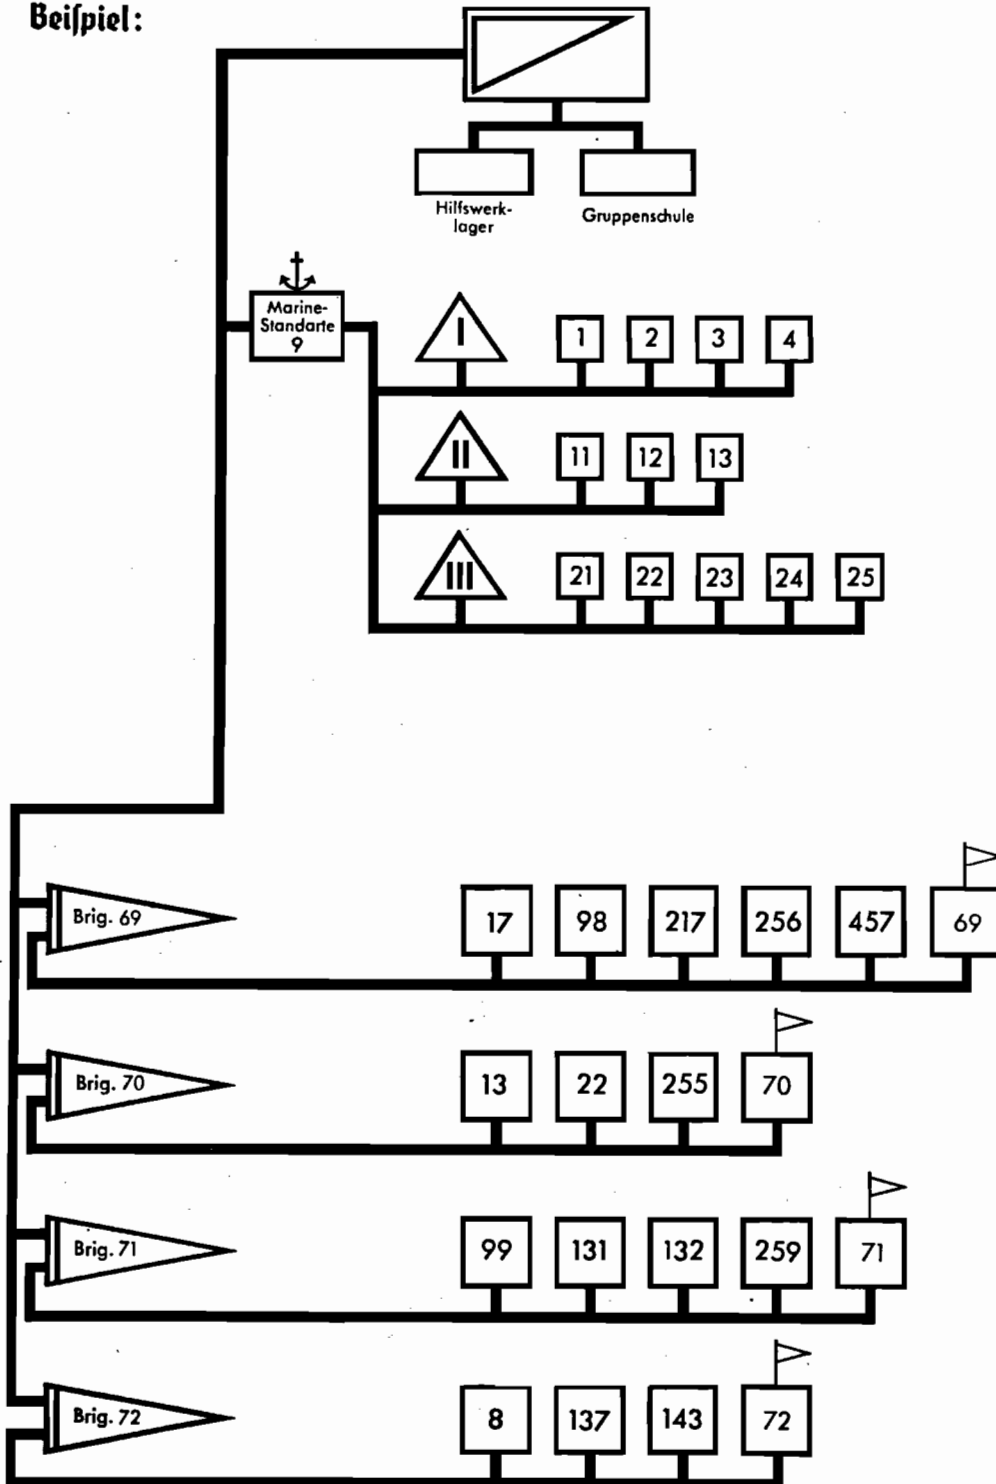 Beiſpiel:
Hilfswerk-
lager
Gruppenschule
Marine-
Standarte
9
I 1 2 3 4
II 11 12 13
III 21 22 23 24 25
Brig. 69 17 98 217 256 457 69
Brig. 70 13 22 255 70
Brig. 71 99 131 132 259 71
Brig. 72 8 137 143 72